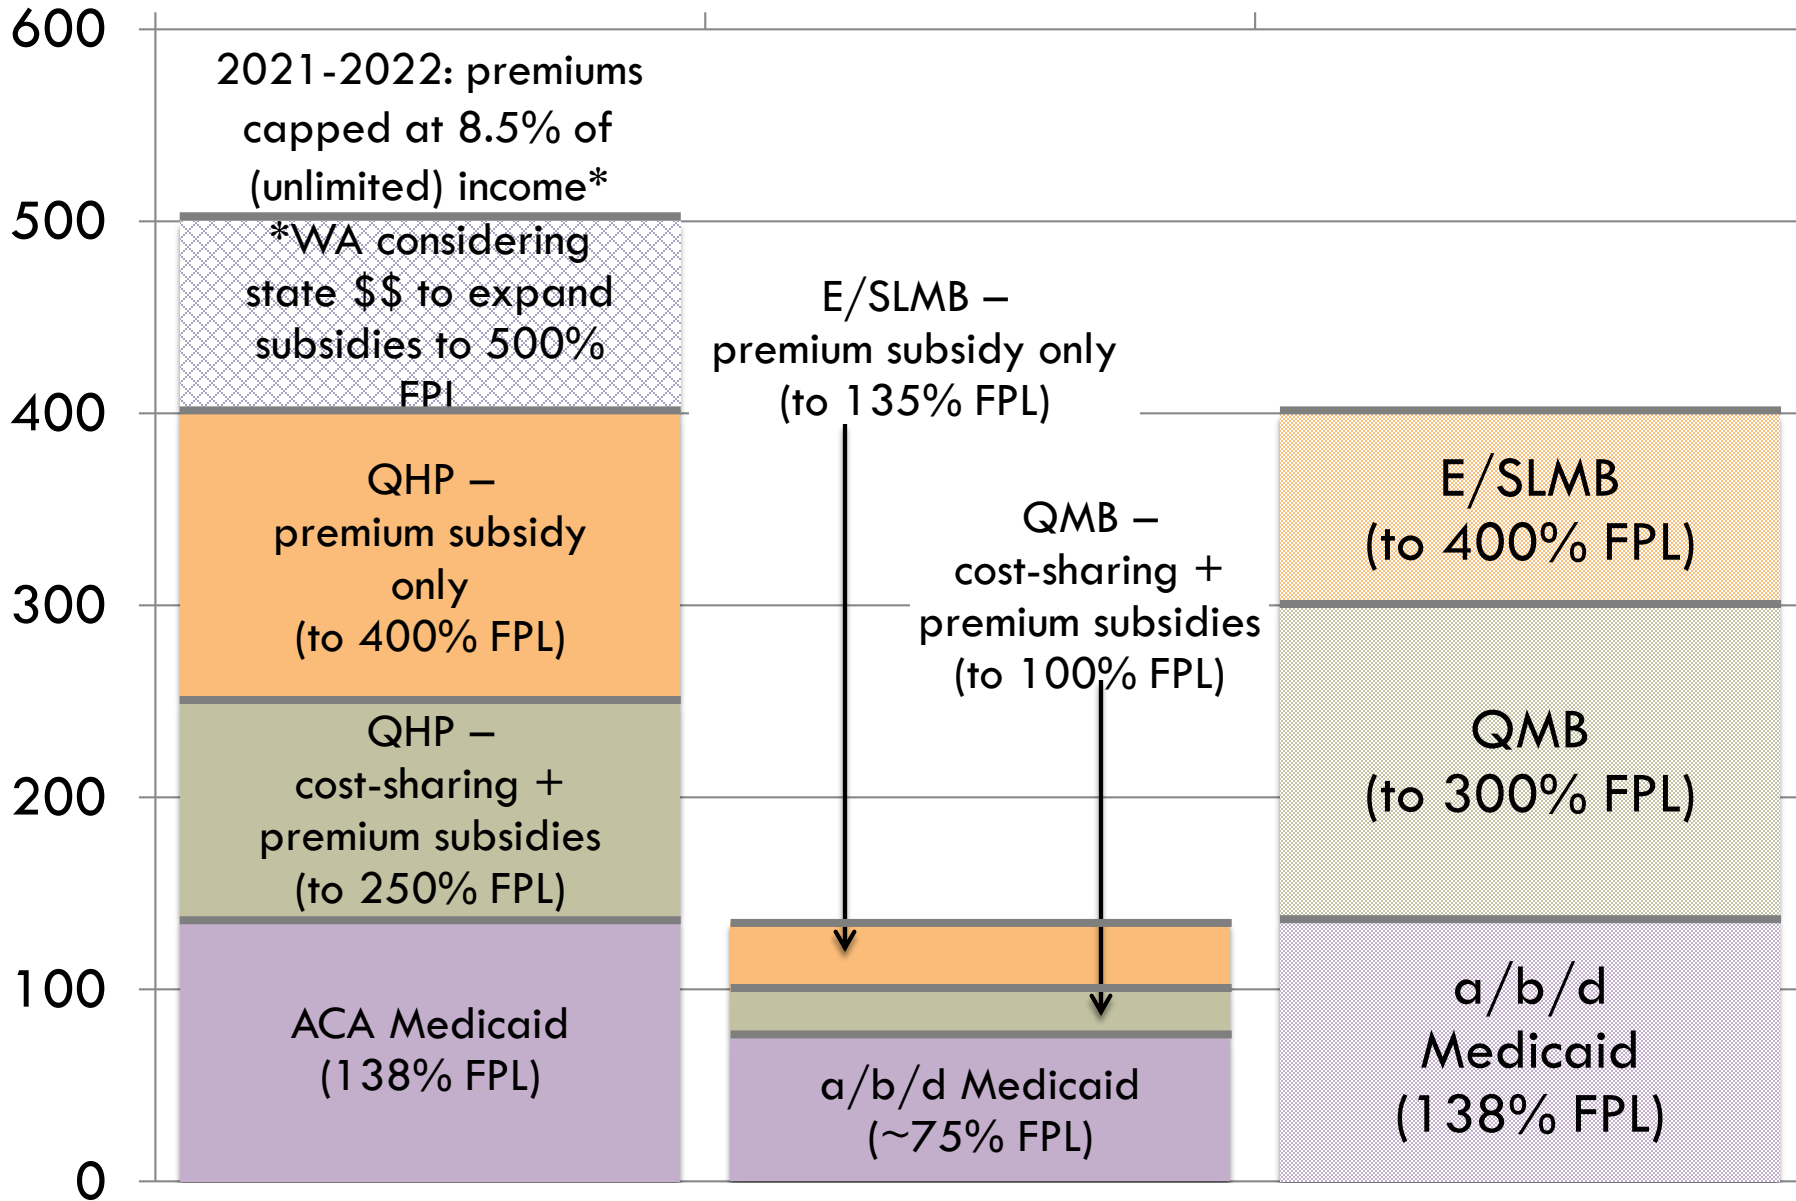 600
500
400
300
200
100
0
2021-2022: premiums
capped at 8.5% of
(unlimited) income*
*WA considering
state $$ to expand
subsidies to 500%
FPL
QHP –
premium subsidy
only
(to 400% FPL)
QHP –
cost-sharing +
premium subsidies
(to 250% FPL)
ACA Medicaid
(138% FPL)
E/SLMB –
premium subsidy only
(to 135% FPL)
QMB –
cost-sharing +
premium subsidies
(to 100% FPL)
a/b/d Medicaid
(~75% FPL)
E/SLMB
(to 400% FPL)
QMB
(to 300% FPL)
a/b/d
Medicaid
(138% FPL)